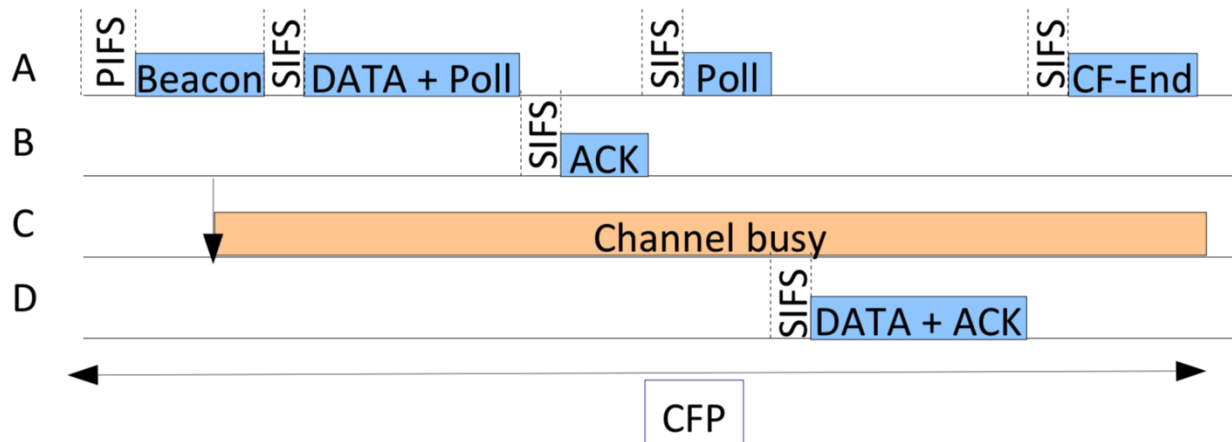 A
PIFS
Beacon
SIFS
DATA + Poll
SIFS
Poll
SIFS
CF-End
B
SIFS
ACK
C
Channel busy
D
SIFS
DATA + ACK
CFP